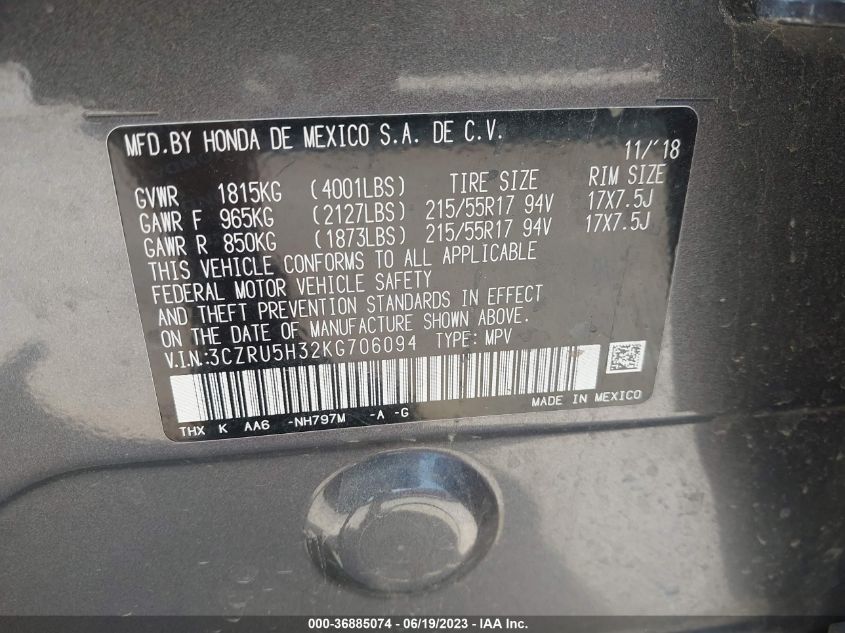 MFD.BY HONDA DE MEXICO S.A. DE C.V.
11/'18
GVWR 1815KG (4001LBS) TIRE SIZE RIM SIZE
GAWR F 965KG (2127LBS) 215/55R17 94V 17X7.5J
GAWR R 850KG (1873LBS) 215/55R17 94V 17X7.5J
THIS VEHICLE CONFORMS TO ALL APPLICABLE
FEDERAL MOTOR VEHICLE SAFETY
AND THEFT PREVENTION STANDARDS IN EFFECT
ON THE DATE OF MANUFACTURE SHOWN ABOVE.
V.I.N:3CZRU5H32KG706094 TYPE: MPV
THX K AA6 -NH797M -A -G MADE IN MEXICO
000-36885074 - 06/19/2023 - IAA Inc.